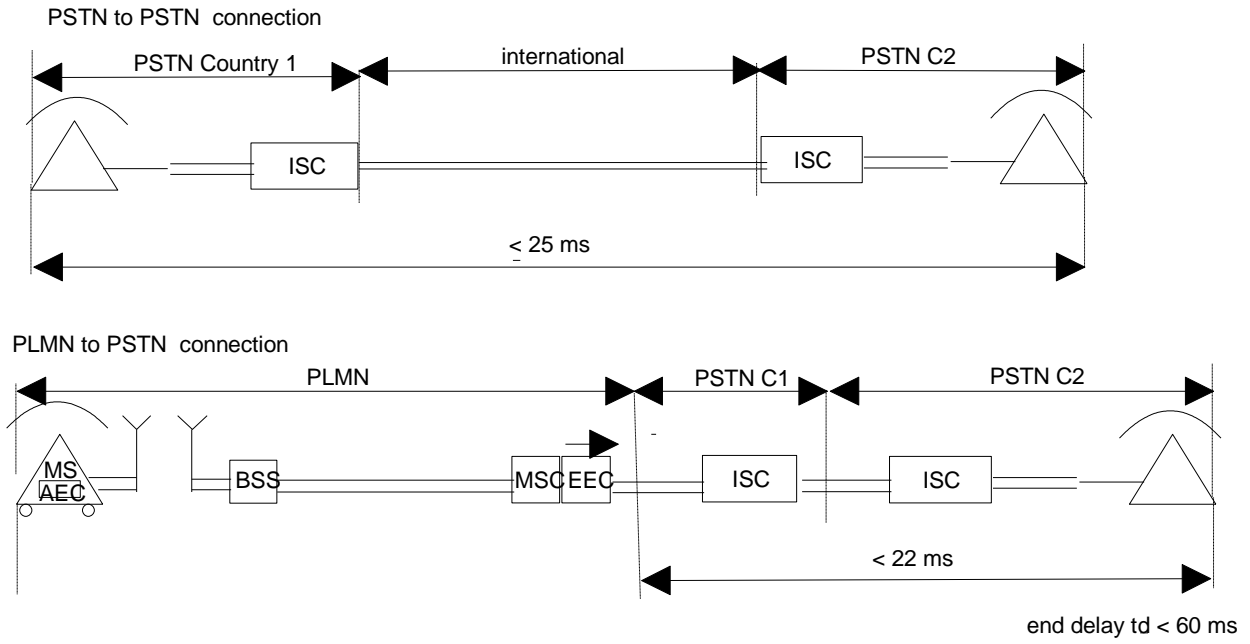 PSTN to PSTN connection
PSTN Country 1
international
PSTN C2
ISC
ISC
< 25 ms
PLMN to PSTN connection
PLMN
PSTN C1
PSTN C2
MS
AEC
BSS
MSC
EEC
ISC
ISC
< 22 ms
end delay td < 60 ms